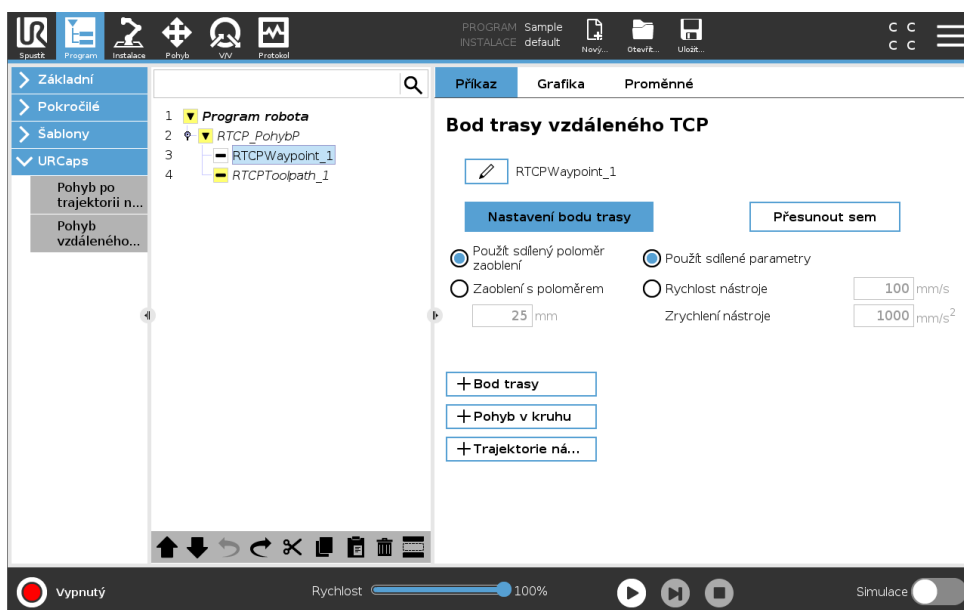 UR
PROGRAM Sample
INSTALACE default
C C
C C
Spustit Program Instalace Pohyb V/V Protokol
Nový... Otevřít... Uložit...
Základní
Pokročilé
Šablony
URCaps
Pohyb po
trajektorii n...
Pohyb
vzdáleného...
1 Program robota
2 RTCP_PohybP
3 RTCPWaypoint_1
4 RTCPToolpath_1
Příkaz Grafika Proměnné
Bod trasy vzdáleného TCP
RTCPWaypoint_1
Nastavení bodu trasy Přesunout sem
Použít sdílený poloměr
zaoblení
Použít sdílené parametry
Zaoblení s poloměrem Rychlost nástroje 100 mm/s
25 mm Zrychlení nástroje 1000 mm/s²
+ Bod trasy
+ Pohyb v kruhu
+ Trajektorie ná...
Vypnutý Rychlost 100% Simulace